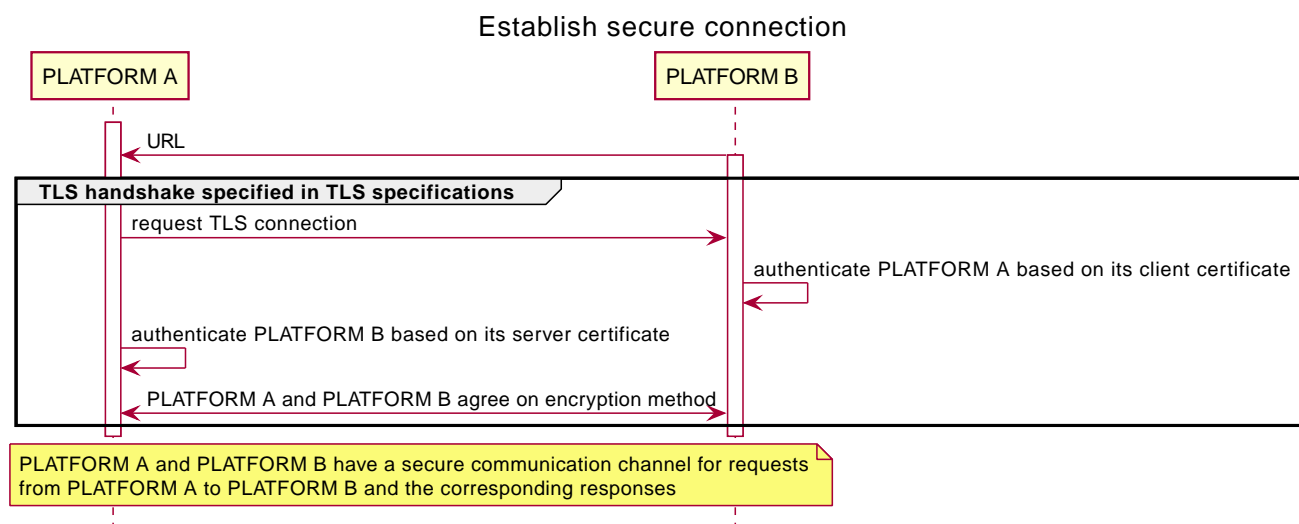 Establish secure connection
PLATFORM A
PLATFORM B
URL
TLS handshake specified in TLS specifications
request TLS connection
authenticate PLATFORM A based on its client certificate
authenticate PLATFORM B based on its server certificate
PLATFORM A and PLATFORM B agree on encryption method
PLATFORM A and PLATFORM B have a secure communication channel for requests
from PLATFORM A to PLATFORM B and the corresponding responses